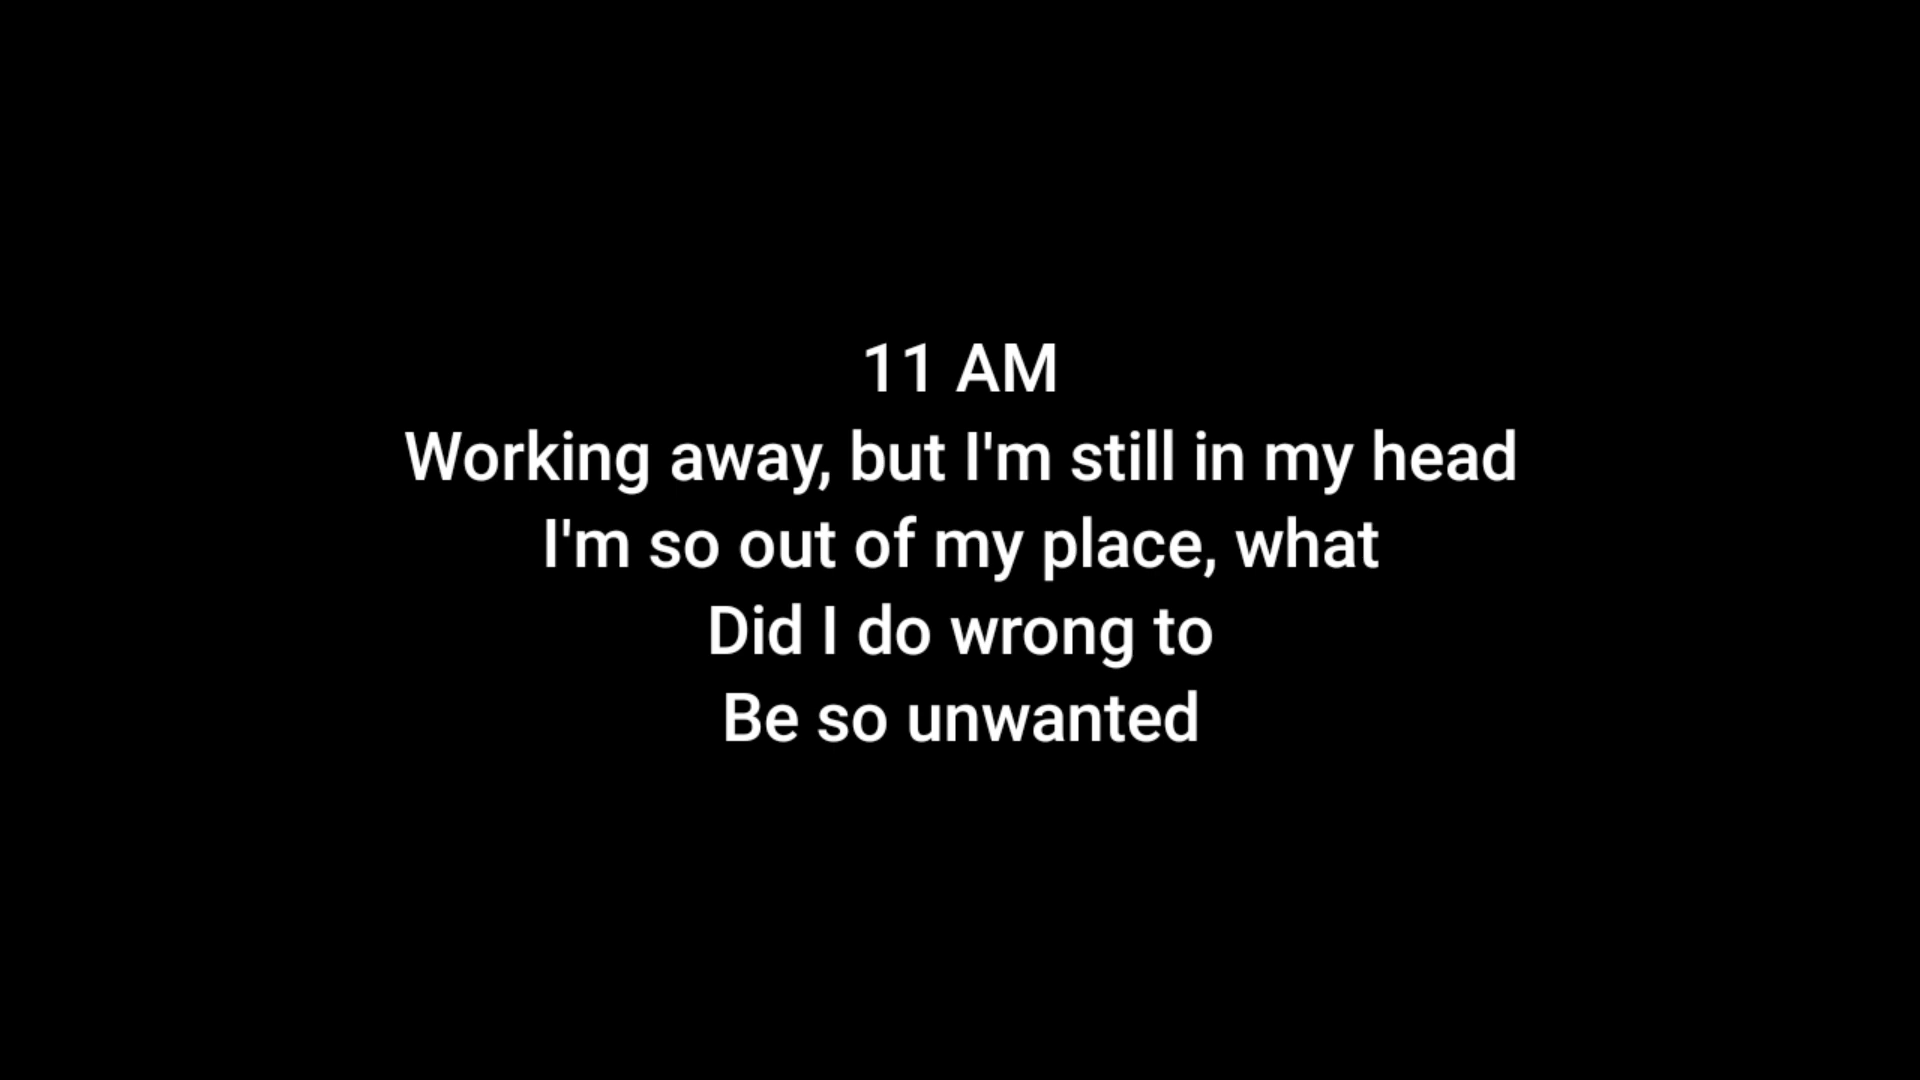 11 AM
Working away, but I'm still in my head
I'm so out of my place, what
Did I do wrong to
Be so unwanted